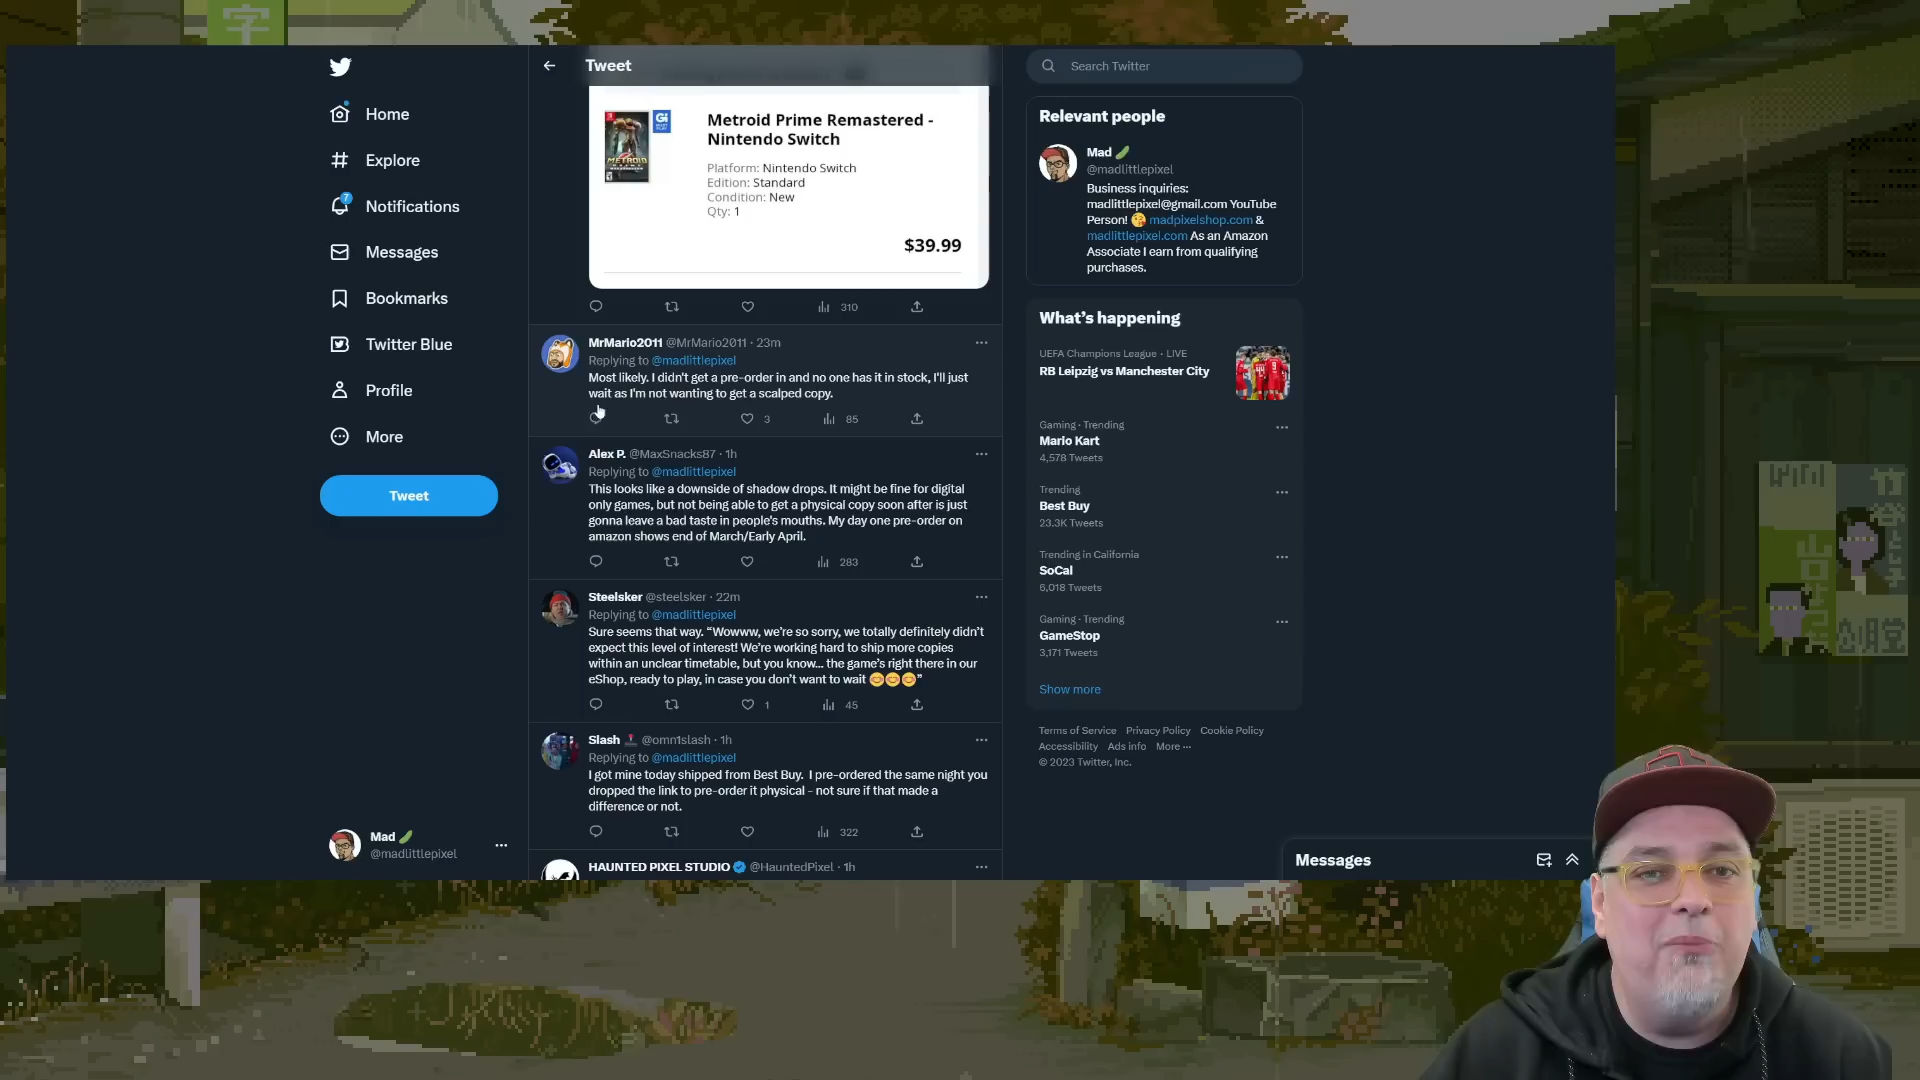 字
Tweet
Search Twitter
Home
Explore
7
Notifications
Messages
Bookmarks
Twitter Blue
Profile
More
Tweet
Mad
@madlittlepixel
Gi
METROID
Metroid Prime Remastered -
Nintendo Switch
Platform: Nintendo Switch
Edition: Standard
Condition: New
Qty: 1
$39.99
310
MrMario2011 @MrMario2011 · 23m
Replying to @madlittlepixel
Most likely. I didn't get a pre-order in and no one has it in stock, I'll just
wait as I'm not wanting to get a scalped copy.
3
85
Alex P. @MaxSnacks87 · 1h
Replying to @madlittlepixel
This looks like a downside of shadow drops. It might be fine for digital
only games, but not being able to get a physical copy soon after is just
gonna leave a bad taste in people's mouths. My day one pre-order on
amazon shows end of March/Early April.
283
Steelsker @steelsker · 22m
Replying to @madlittlepixel
Sure seems that way. “Wowww, we’re so sorry, we totally definitely didn’t
expect this level of interest! We’re working hard to ship more copies
within an unclear timetable, but you know... the game’s right there in our
eShop, ready to play, in case you don’t want to wait 😊😊😊”
1
45
Slash @omn1slash · 1h
Replying to @madlittlepixel
I got mine today shipped from Best Buy. I pre-ordered the same night you
dropped the link to pre-order it physical - not sure if that made a
difference or not.
322
HAUNTED PIXEL STUDIO @HauntedPixel · 1h
Relevant people
Mad
@madlittlepixel
Business inquiries:
madlittlepixel@gmail.com YouTube
Person! 😘 madpixelshop.com &
madlittlepixel.com As an Amazon
Associate I earn from qualifying
purchases.
What’s happening
UEFA Champions League · LIVE
RB Leipzig vs Manchester City
Gaming · Trending
Mario Kart
4,578 Tweets
Trending
Best Buy
23.3K Tweets
Trending in California
SoCal
6,018 Tweets
Gaming · Trending
GameStop
3,171 Tweets
Show more
Terms of Service Privacy Policy Cookie Policy
Accessibility Ads info More ···
© 2023 Twitter, Inc.
Messages